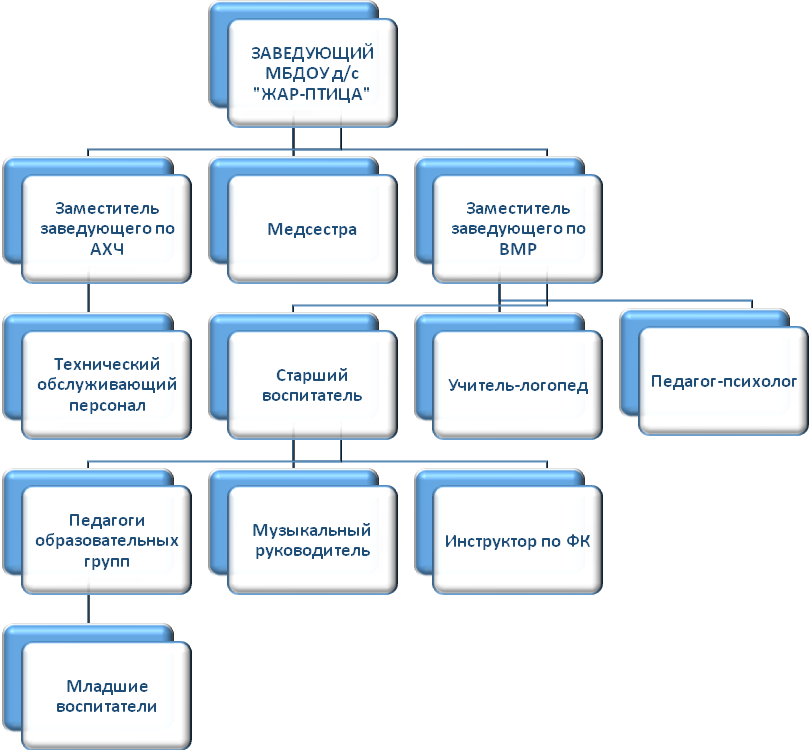 ЗАВЕДУЮЩИЙ
МБДОУ д/с
"ЖАР-ПТИЦА"
Заместитель
заведующего по
АХЧ
Медсестра
Заместитель
заведующего по
ВМР
Технический
обслуживающий
персонал
Старший
воспитатель
Учитель-логопед
Педагог-психолог
Педагоги
образовательных
групп
Музыкальный
руководитель
Инструктор по ФК
Младшие
воспитатели